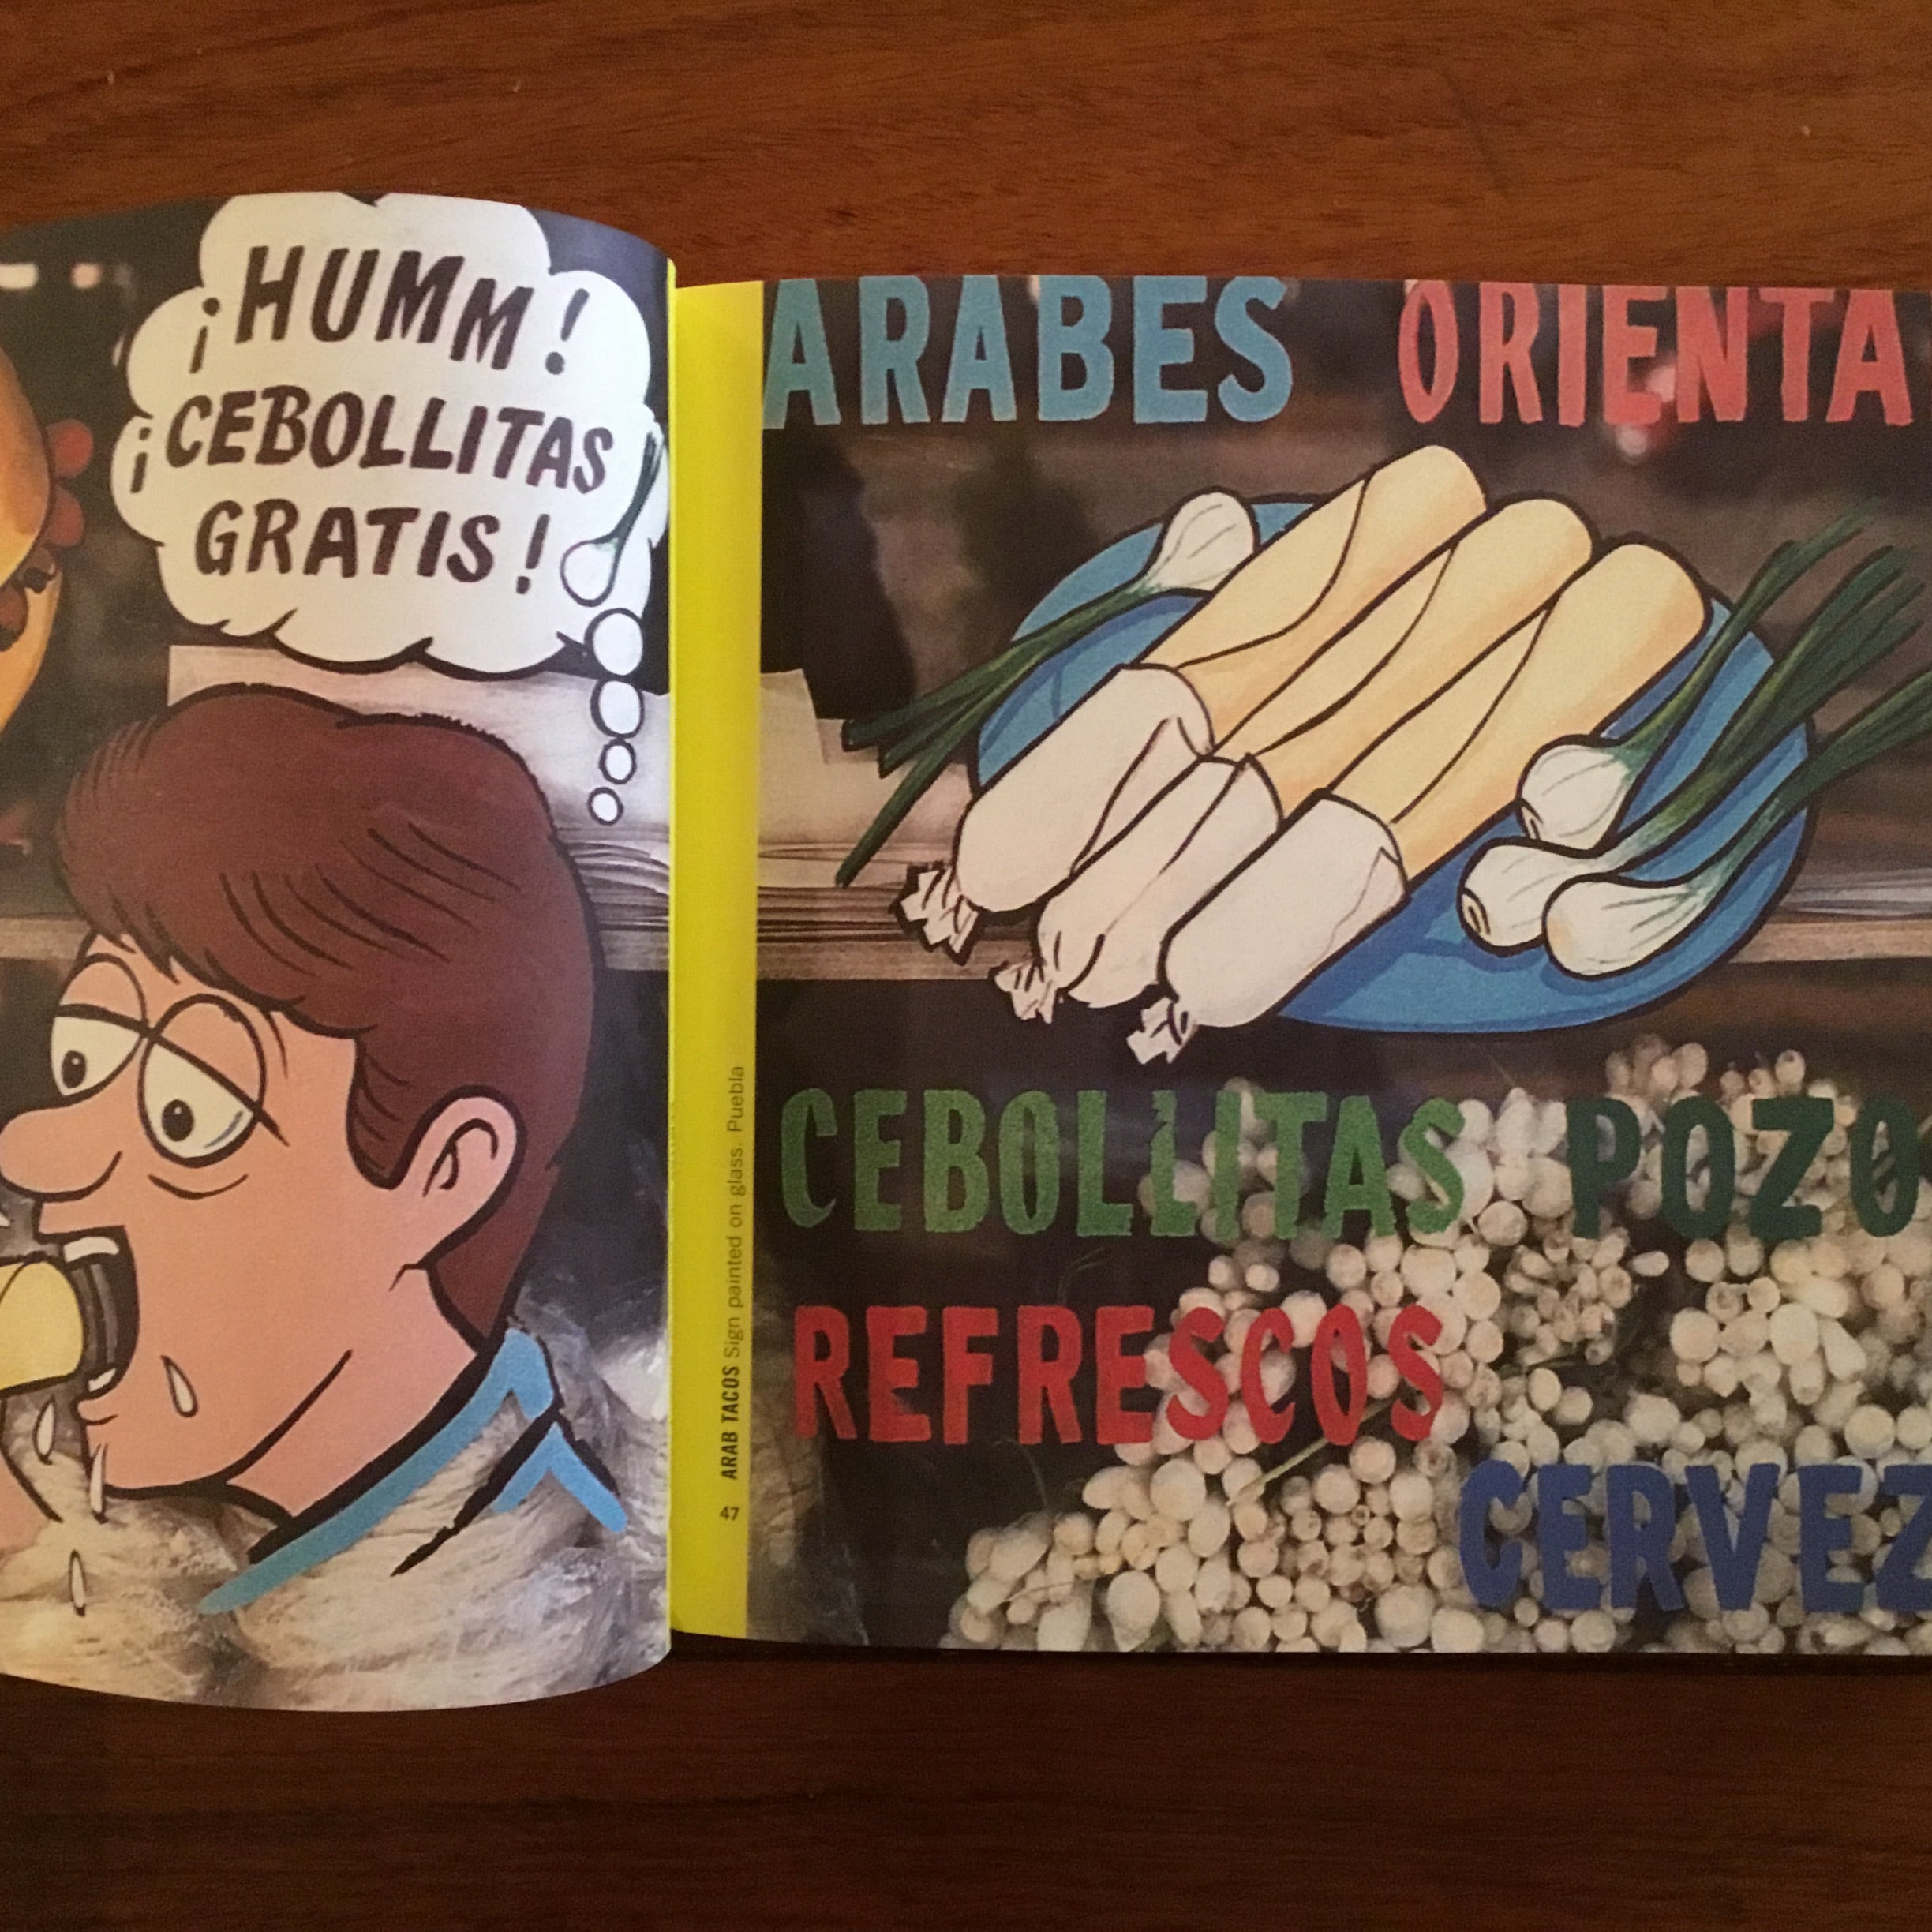 ¡HUMM!
¡CEBOLLITAS
GRATIS!
47 ARAB TACOS Sign painted on glass. Puebla
ARABES ORIENTA
CEBOLLITAS POZO
REFRESCOS
CERVEZ